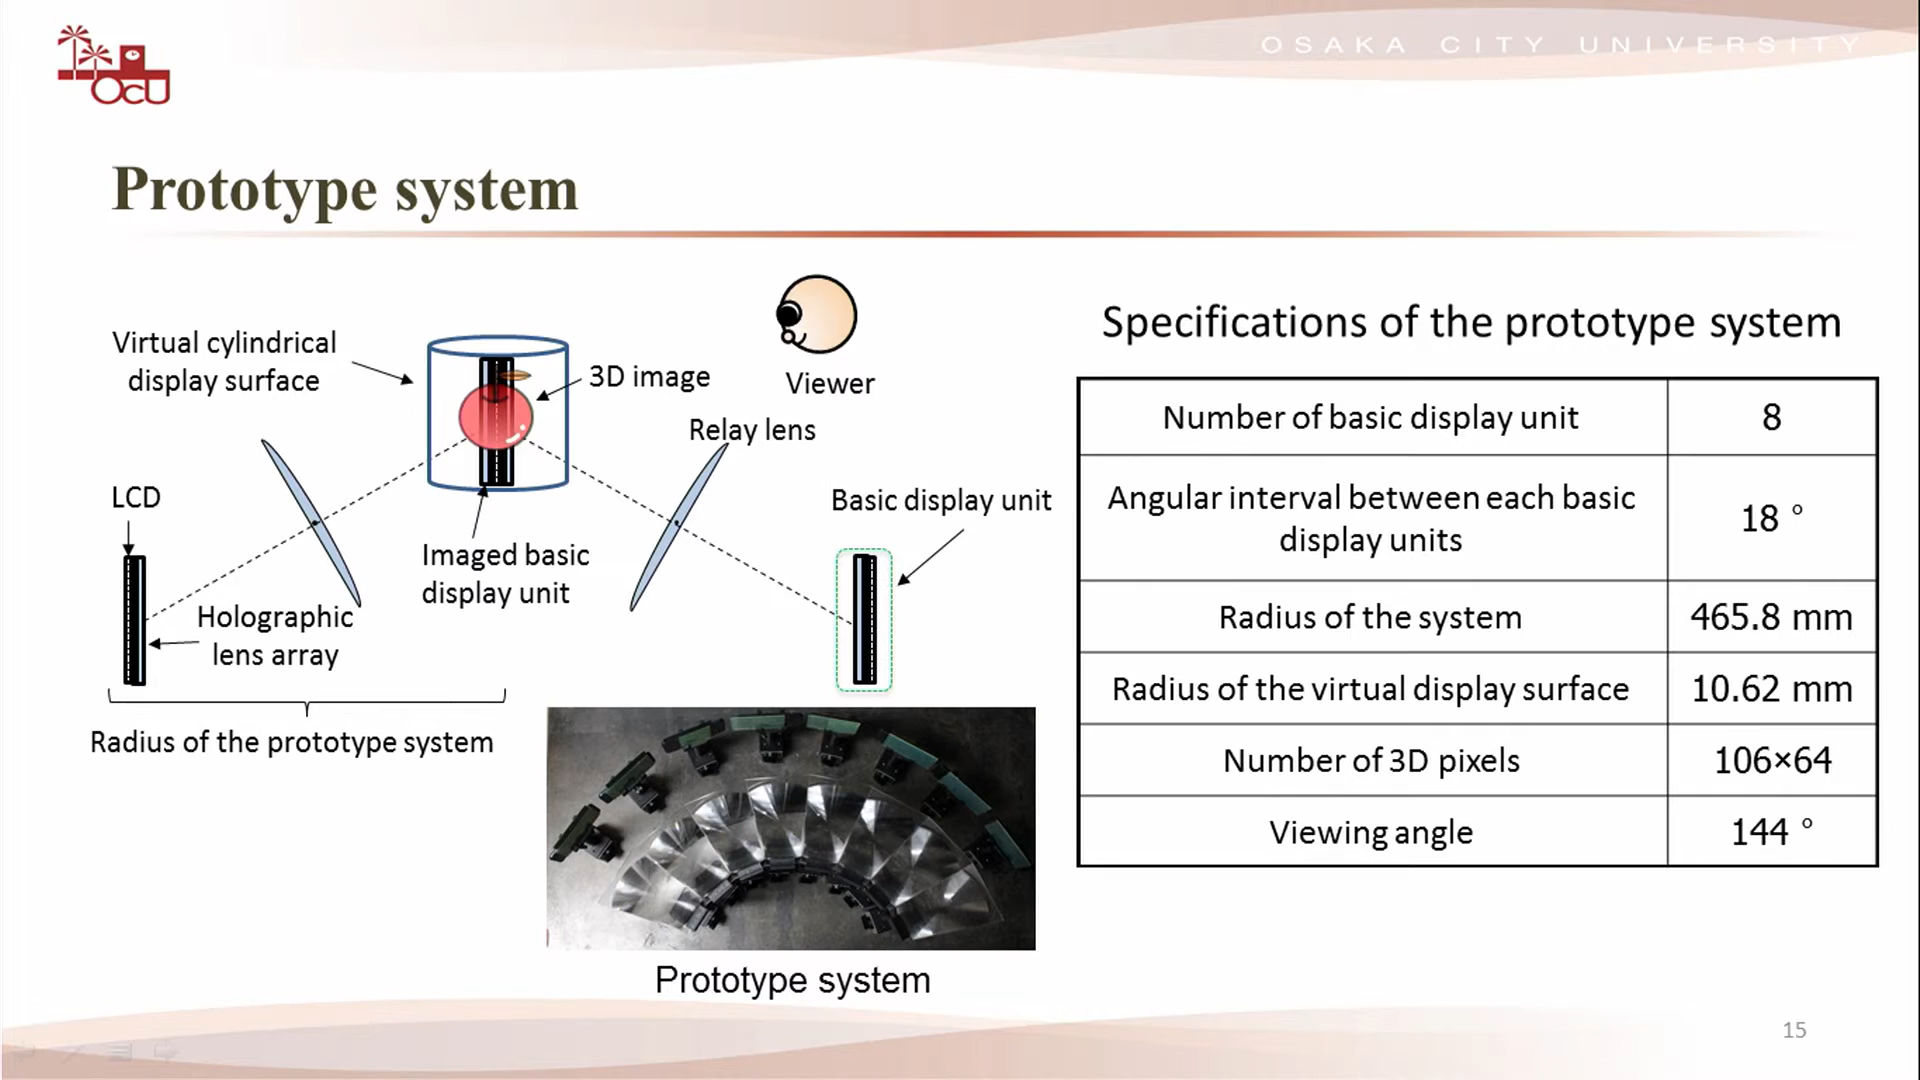 OSAKA CITY UNIVERSITY
OCU
Prototype system
Virtual cylindrical
display surface
3D image
Viewer
Relay lens
LCD
Basic display unit
Imaged basic
display unit
Holographic
lens array
Radius of the prototype system
Prototype system
Specifications of the prototype system
Number of basic display unit 8
Angular interval between each basic
display units 18 °
Radius of the system 465.8 mm
Radius of the virtual display surface 10.62 mm
Number of 3D pixels 106×64
Viewing angle 144 °
15